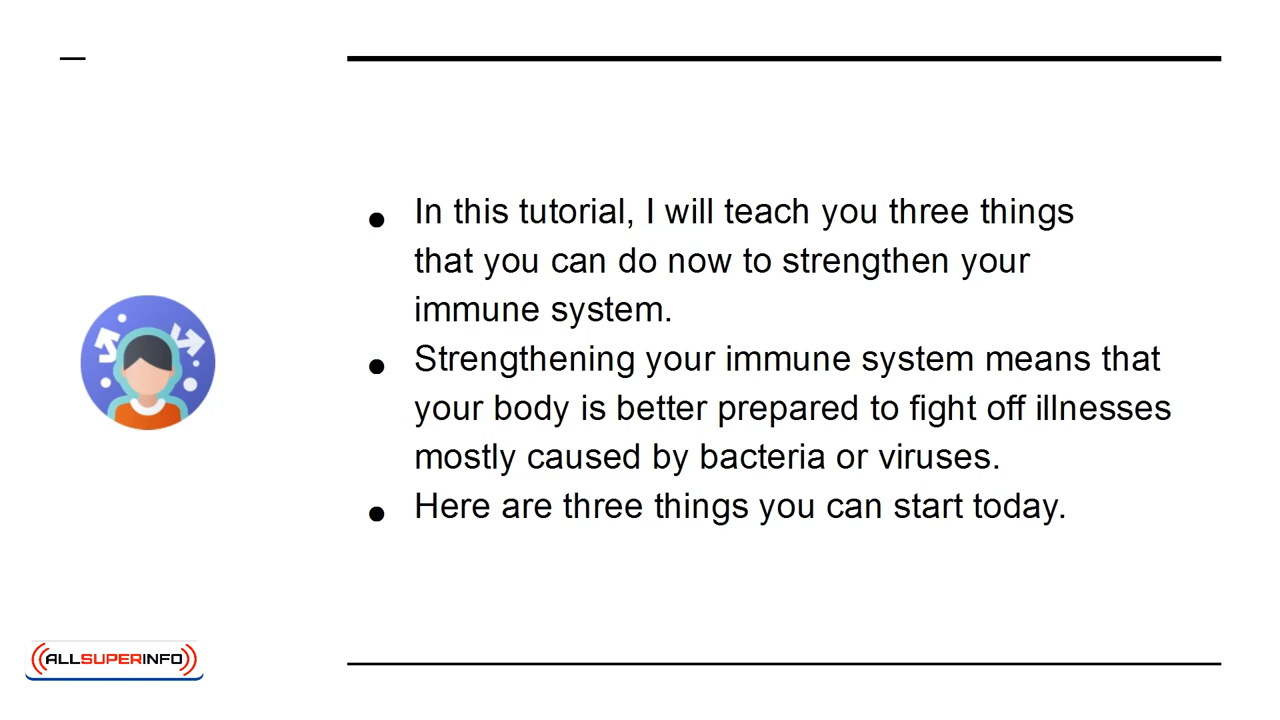 In this tutorial, I will teach you three things
that you can do now to strengthen your
immune system.
Strengthening your immune system means that
your body is better prepared to fight off illnesses
mostly caused by bacteria or viruses.
Here are three things you can start today.
ALLSUPERINFO